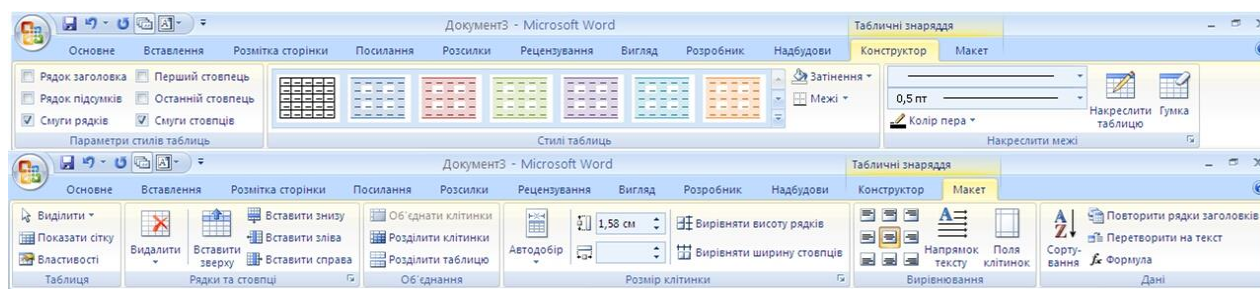 Документ3 - Microsoft Word
Табличні знаряддя
Основне Вставлення Розмітка сторінки Посилання Розсилки Рецензування Вигляд Розробник Надбудови Конструктор Макет
Рядок заголовка Перший стовпець
Рядок підсумків Останній стовпець
Смуги рядків Смуги стовпців
Параметри стилів таблиць
Стилі таблиць
Затінення
Межі
0,5 пт
Колір пера
Накреслити таблицю
Гумка
Накреслити межі
Документ3 - Microsoft Word
Табличні знаряддя
Основне Вставлення Розмітка сторінки Посилання Розсилки Рецензування Вигляд Розробник Надбудови Конструктор Макет
Виділити
Показати сітку
Властивості
Таблиця
Видалити
Вставити зверху
Вставити знизу
Вставити зліва
Вставити справа
Рядки та стовпці
Об`єднати клітинки
Розділити клітинки
Розділити таблицю
Об`єднання
Автодобір
1,58 см
Вирівняти висоту рядків
Вирівняти ширину стовпців
Розмір клітинки
Напрямок тексту
Поля клітинок
Вирівнювання
Сорту-
вання
Повторити рядки заголовків
Перетворити на текст
Формула
Дані